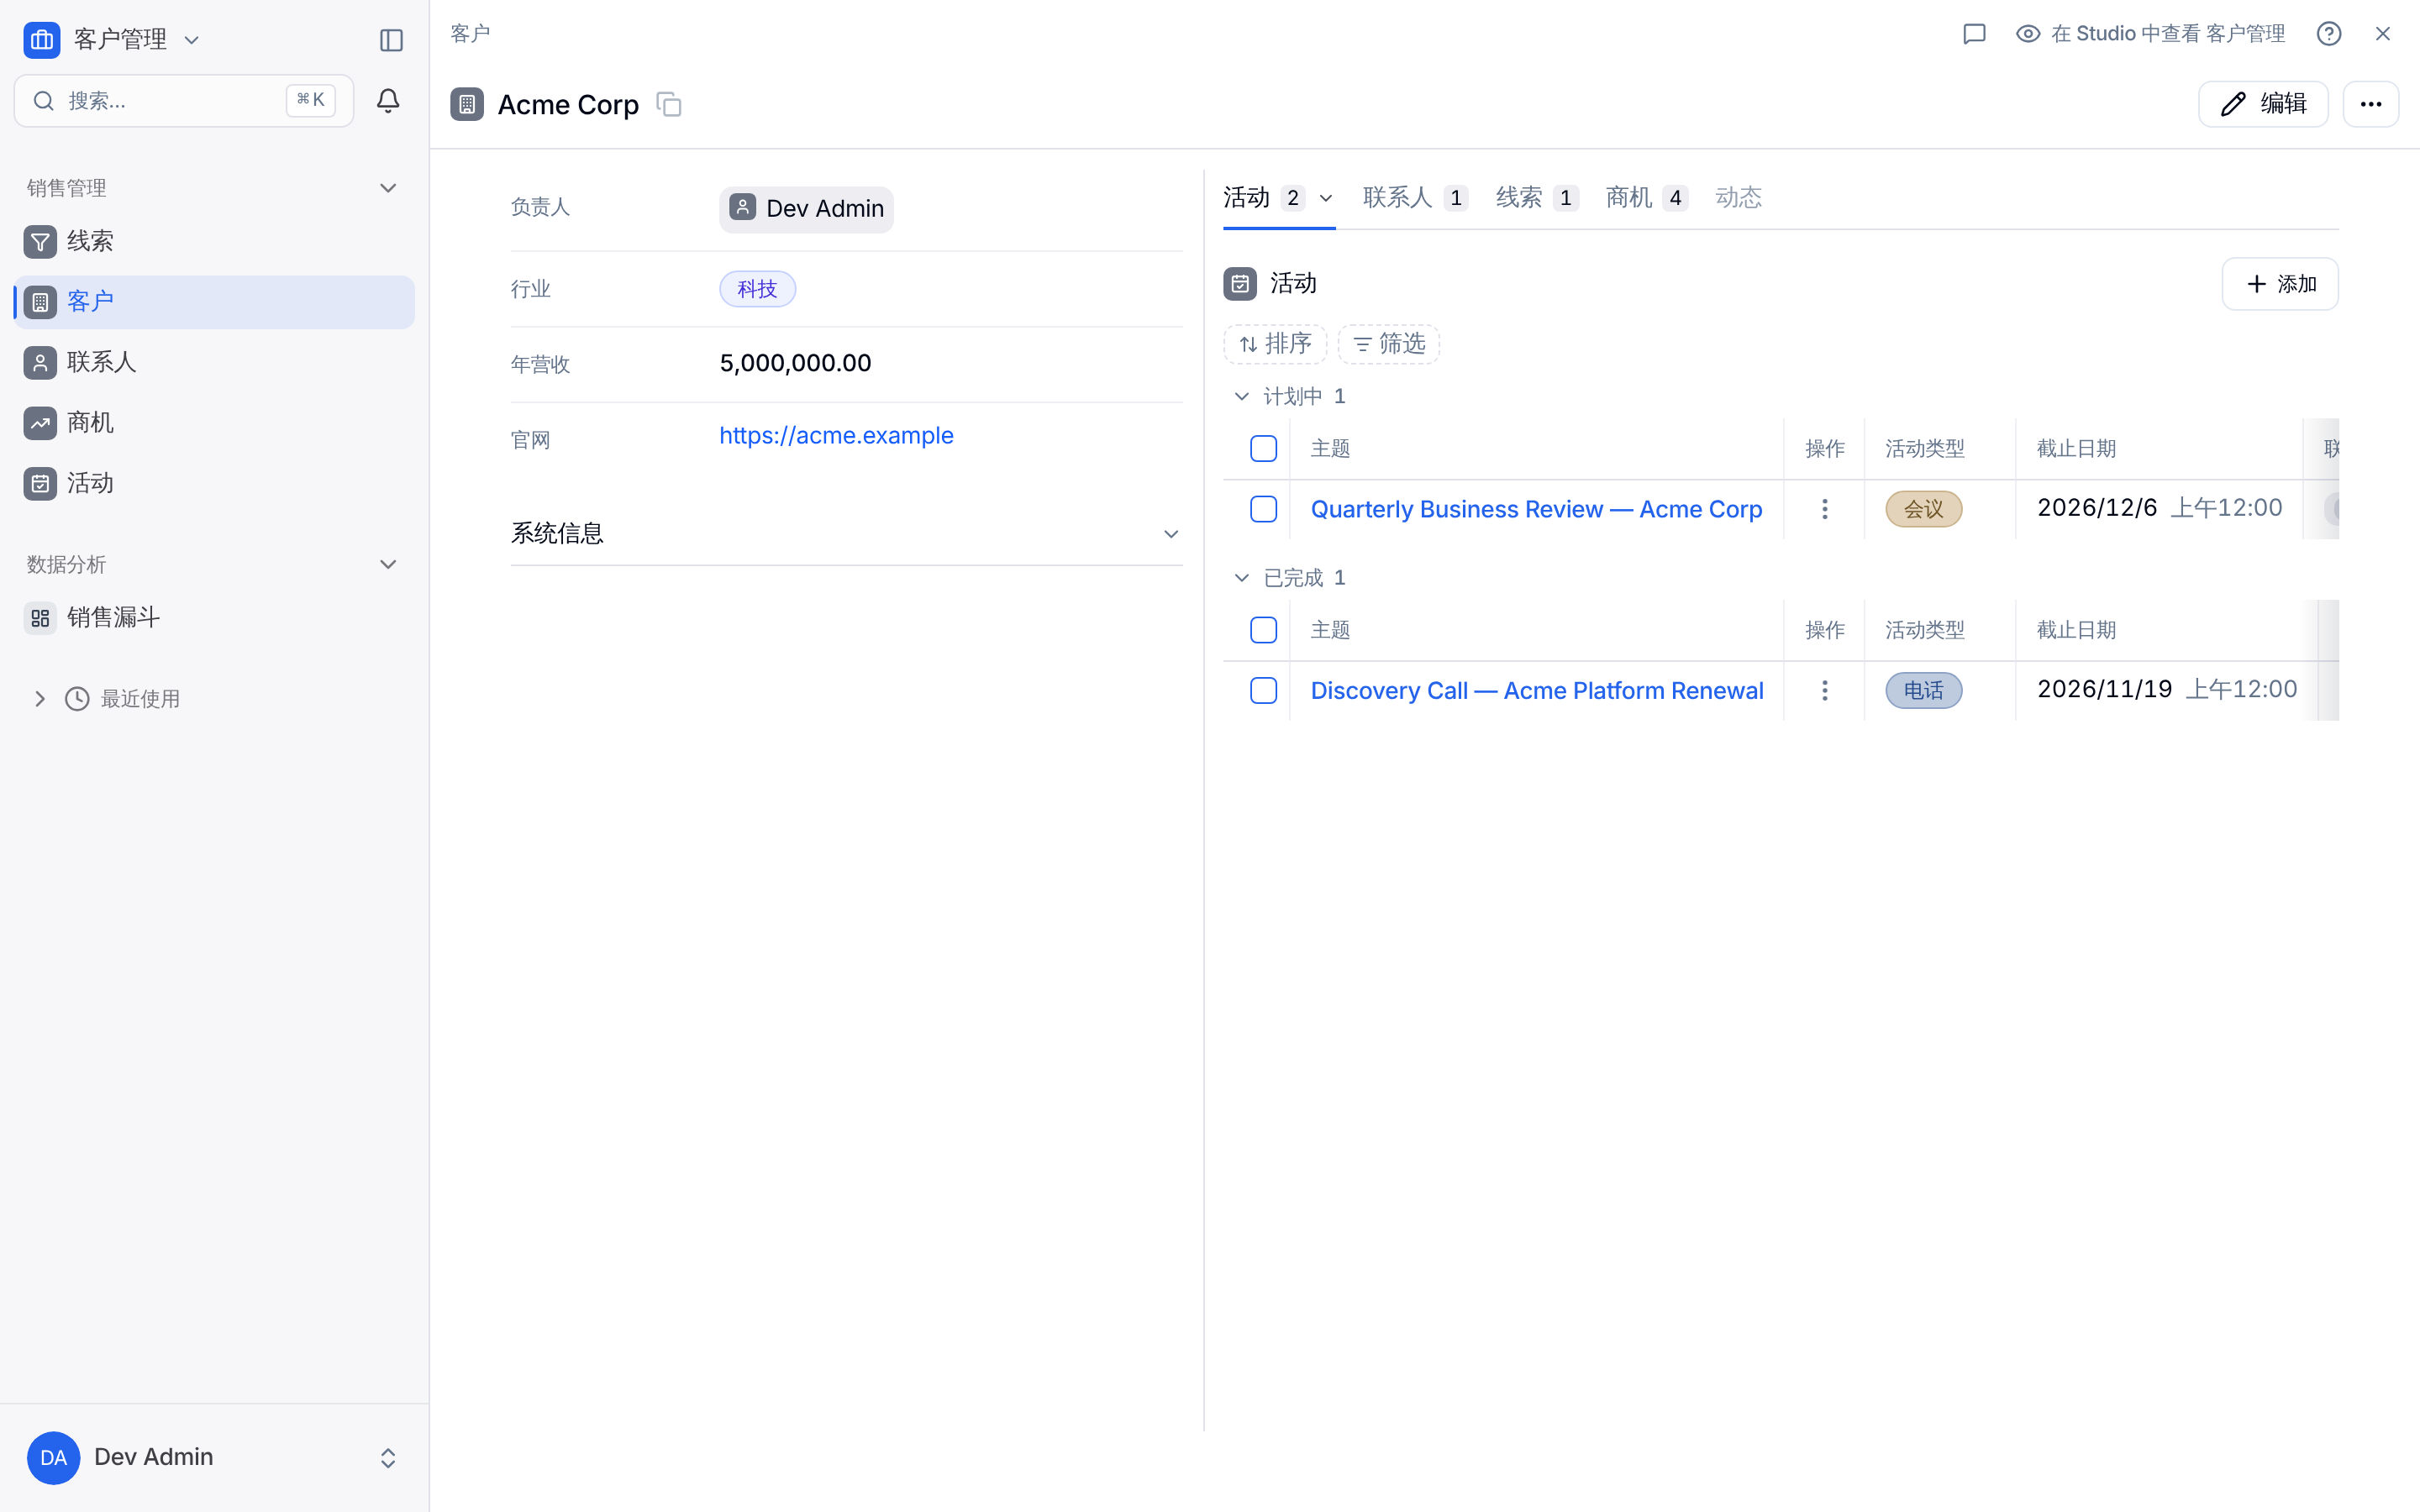 客户管理
搜索... ⌘K
销售管理
线索
客户
联系人
商机
活动
数据分析
销售漏斗
最近使用
DA Dev Admin
客户
在 Studio 中查看 客户管理
Acme Corp
编辑
负责人 Dev Admin
行业 科技
年营收 5,000,000.00
官网 https://acme.example
系统信息
活动 2 联系人 1 线索 1 商机 4 动态
活动
添加
排序 筛选
计划中 1
主题 操作 活动类型 截止日期
Quarterly Business Review — Acme Corp 会议 2026/12/6 上午12:00
已完成 1
主题 操作 活动类型 截止日期
Discovery Call — Acme Platform Renewal 电话 2026/11/19 上午12:00